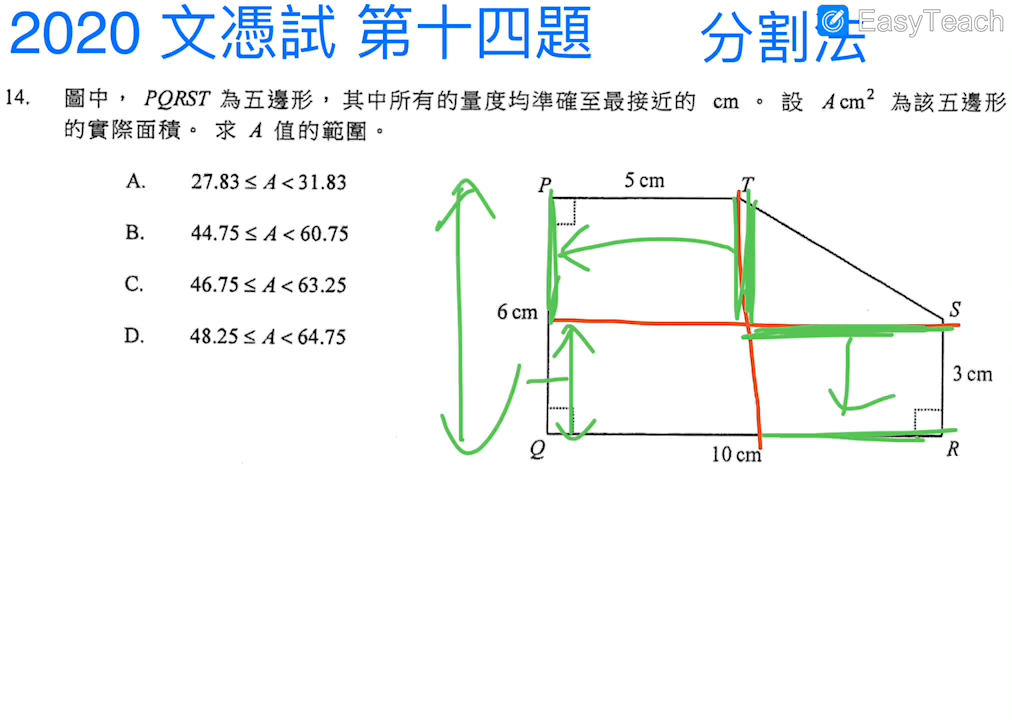 2020 文憑試 第十四題
分割法
EasyTeach
14. 圖中， PQRST 為五邊形，其中所有的量度均準確至最接近的 cm 。設 A cm² 為該五邊形
的實際面積。 求 A 值的範圍。
A. 27.83 ≤ A < 31.83
B. 44.75 ≤ A < 60.75
C. 46.75 ≤ A < 63.25
D. 48.25 ≤ A < 64.75
P
5 cm
T
6 cm
S
3 cm
Q
10 cm
R